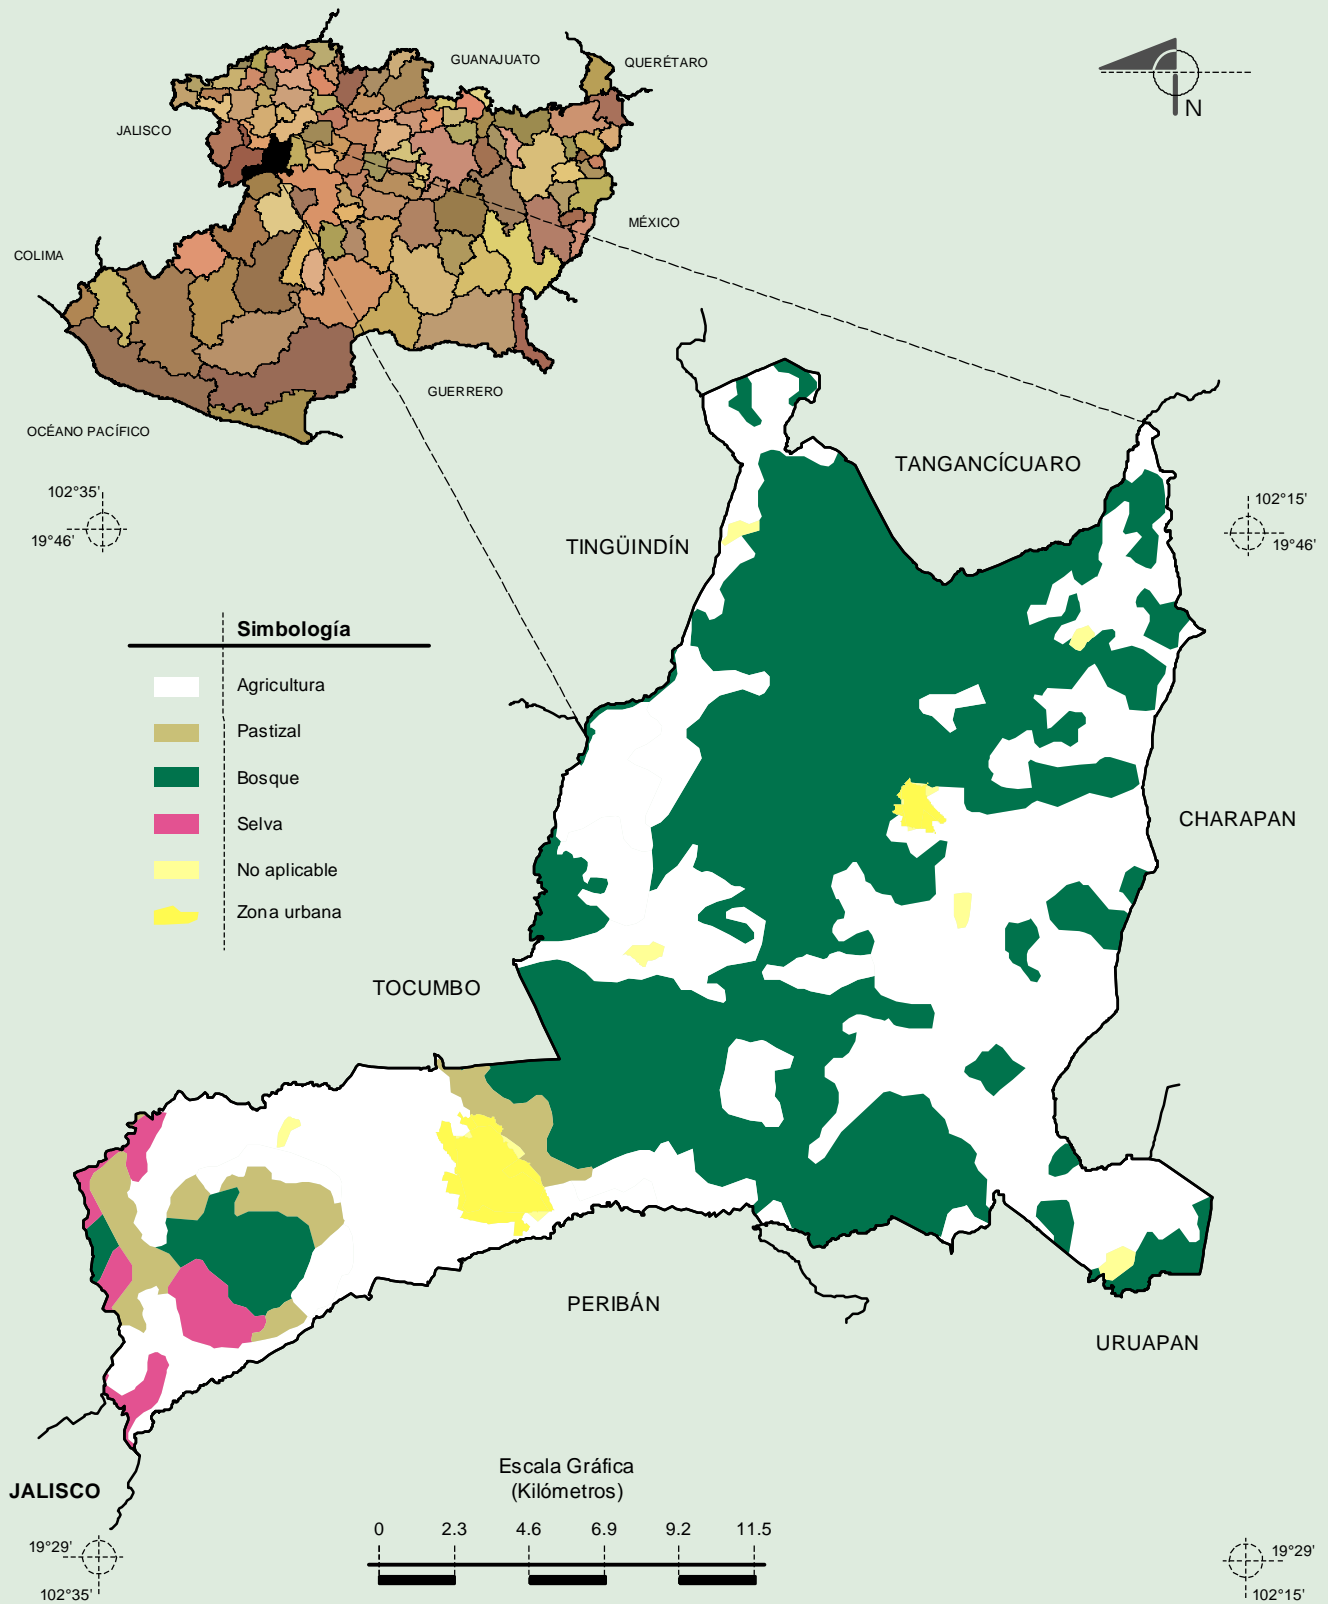 GUANAJUATO
QUERÉTARO
N
JALISCO
MÉXICO
COLIMA
GUERRERO
OCÉANO PACÍFICO
TANGANCÍCUARO
102°35'
19°46'
102°15'
19°46'
TINGÜINDÍN
Simbología
Agricultura
Pastizal
Bosque
Selva
No aplicable
Zona urbana
CHARAPAN
TOCUMBO
PERIBÁN
URUAPAN
JALISCO
Escala Gráfica
(Kilómetros)
0 2.3 4.6 6.9 9.2 11.5
19°29'
102°35'
19°29'
102°15'